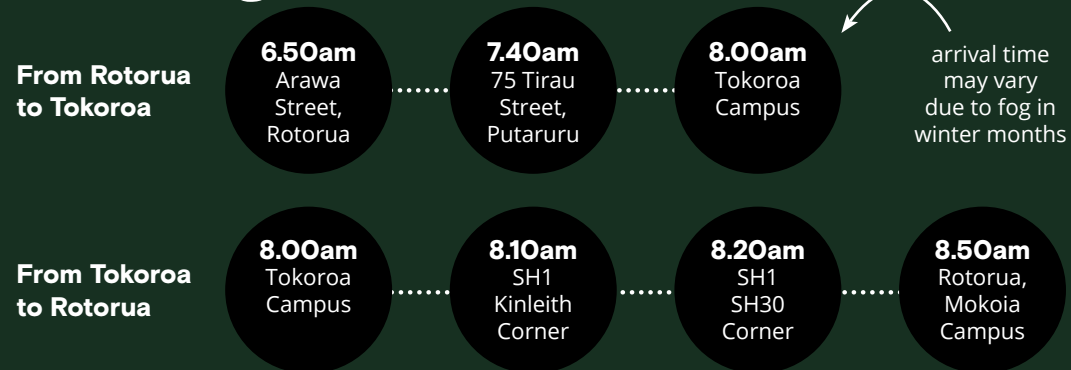 From Rotorua
to Tokoroa
6.50am
Arawa
Street,
Rotorua
7.40am
75 Tirau
Street,
Putaruru
8.00am
Tokoroa
Campus
arrival time
may vary
due to fog in
winter months
From Tokoroa
to Rotorua
8.00am
Tokoroa
Campus
8.10am
SH1
Kinleith
Corner
8.20am
SH1
SH30
Corner
8.50am
Rotorua,
Mokoia
Campus